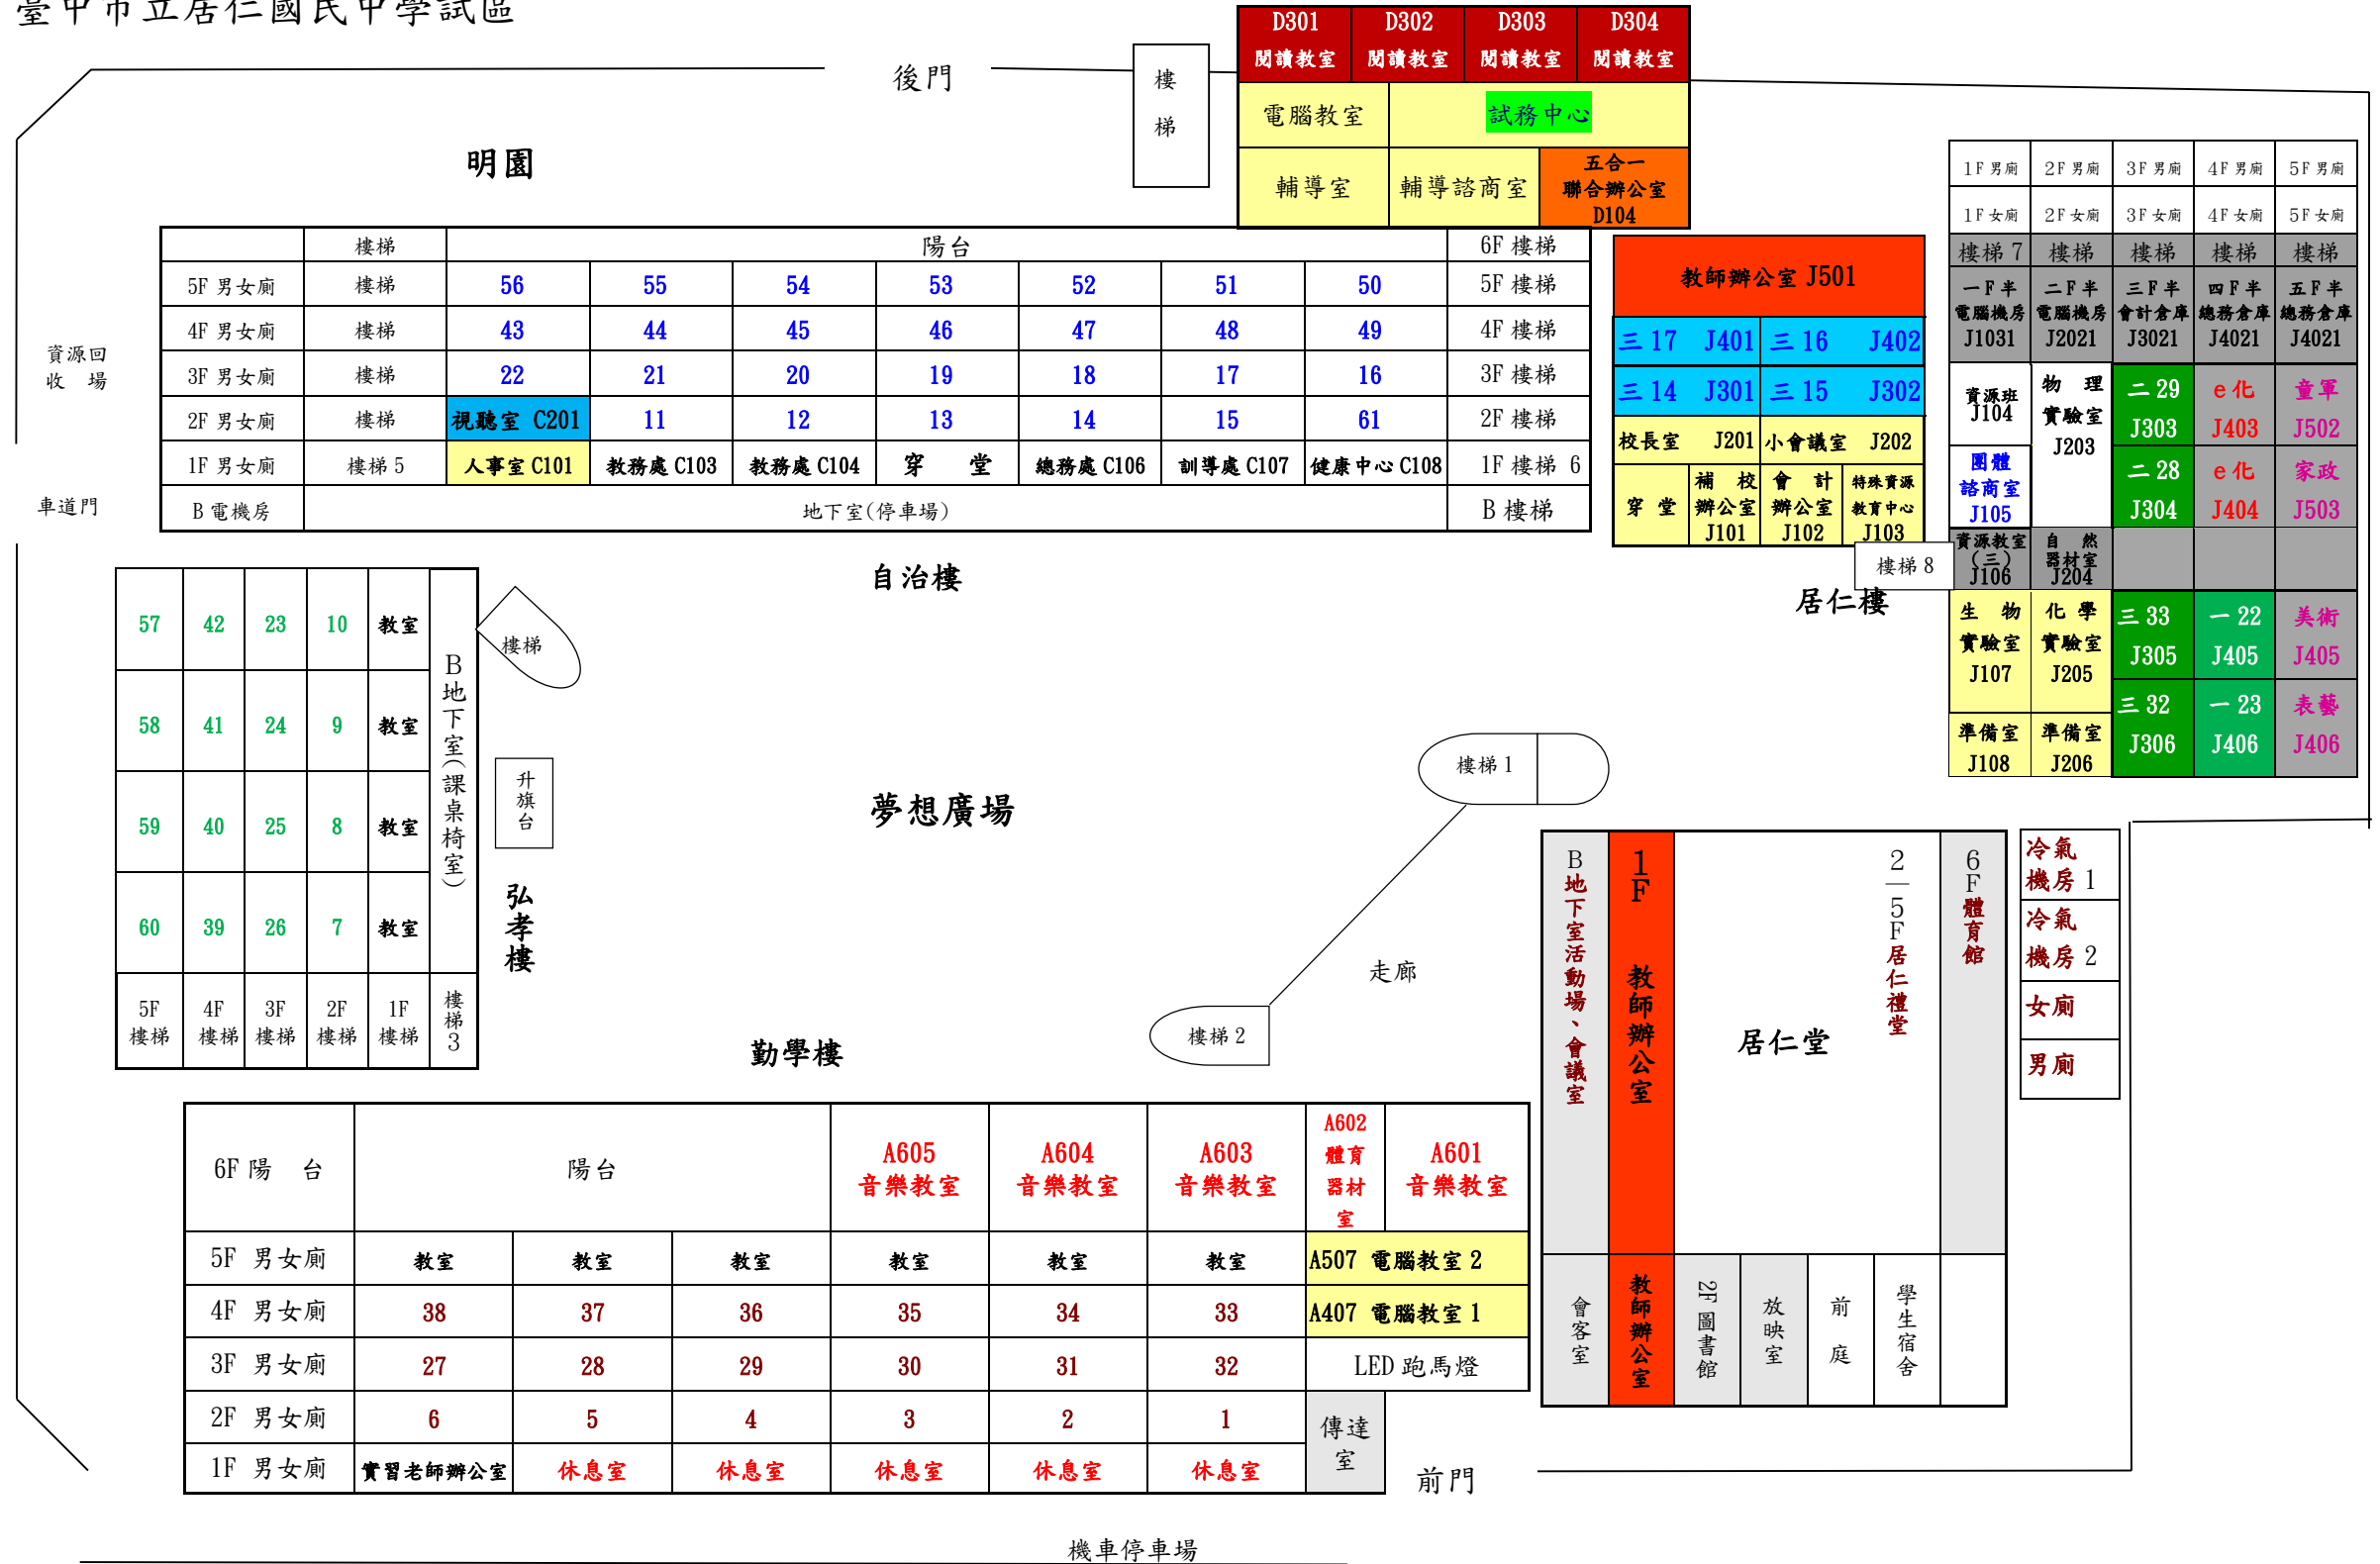 臺中市立居仁國民中學試區
後門
樓
梯
D301 D302 D303 D304
閱讀教室 閱讀教室 閱讀教室 閱讀教室
電腦教室 試務中心
輔導室 輔導諮商室 五合一
聯合辦公室
D104
明園
樓梯 陽台 6F 樓梯
5F 男女廁 樓梯 56 55 54 53 52 51 50 5F 樓梯
4F 男女廁 樓梯 43 44 45 46 47 48 49 4F 樓梯
3F 男女廁 樓梯 22 21 20 19 18 17 16 3F 樓梯
2F 男女廁 樓梯 視聽室 C201 11 12 13 14 15 61 2F 樓梯
1F 男女廁 樓梯 5 人事室 C101 教務處 C103 教務處 C104 穿 堂 總務處 C106 訓導處 C107 健康中心 C108 1F 樓梯 6
B 電機房 地下室(停車場) B 樓梯
資源回
收 場
車道門
自治樓
教師辦公室 J501
三 17 J401 三 16 J402
三 14 J301 三 15 J302
校長室 J201 小會議室 J202
穿 堂
補 校
辦公室
J101
會 計
辦公室
J102
特殊資源
教育中心
J103
樓梯 8
居仁樓
1F 男廁 2F 男廁 3F 男廁 4F 男廁 5F 男廁
1F 女廁 2F 女廁 3F 女廁 4F 女廁 5F 女廁
樓梯 7 樓梯 樓梯 樓梯 樓梯
一 F 半 二 F 半 三 F 半 四 F 半 五 F 半
電腦機房 電腦機房 會計倉庫 總務倉庫 總務倉庫
J1031 J2021 J3021 J4021 J4021
資源班
J104
物 理
實驗室
J203
二 29 e 化 童軍
J303 J403 J502
團體
諮商室
J105
二 28 e 化 家政
J304 J404 J503
資源教室
(三)
J106
自 然
器材室
J204
生 物
實驗室
J107
化 學
實驗室
J205
三 33 一 22 美術
J305 J405 J405
三 32 一 23 表藝
J306 J406 J406
準備室 準備室
J108 J206
57 42 23 10 教室
58 41 24 9 教室
59 40 25 8 教室
60 39 26 7 教室
5F 4F 3F 2F 1F
樓梯 樓梯 樓梯 樓梯 樓梯
B地下室(課桌椅室)
樓梯3
樓梯
升旗台
弘孝樓
夢想廣場
樓梯 1
走廊
樓梯 2
勤學樓
B地下室活動場、會議室
1F 教師辦公室
居仁堂
2—5F居仁禮堂
6F體育館
會客室
教師辦公室
2F圖書館
放映室
前庭
學生宿舍
冷氣
機房 1
冷氣
機房 2
女廁
男廁
6F 陽 台 陽台
A605
音樂教室
A604
音樂教室
A603
音樂教室
A602
體育
器材
室
A601
音樂教室
5F 男女廁 教室 教室 教室 教室 教室 教室 A507 電腦教室 2
4F 男女廁 38 37 36 35 34 33 A407 電腦教室 1
3F 男女廁 27 28 29 30 31 32 LED 跑馬燈
2F 男女廁 6 5 4 3 2 1
傳達
室
1F 男女廁 實習老師辦公室 休息室 休息室 休息室 休息室 休息室
前門
機車停車場